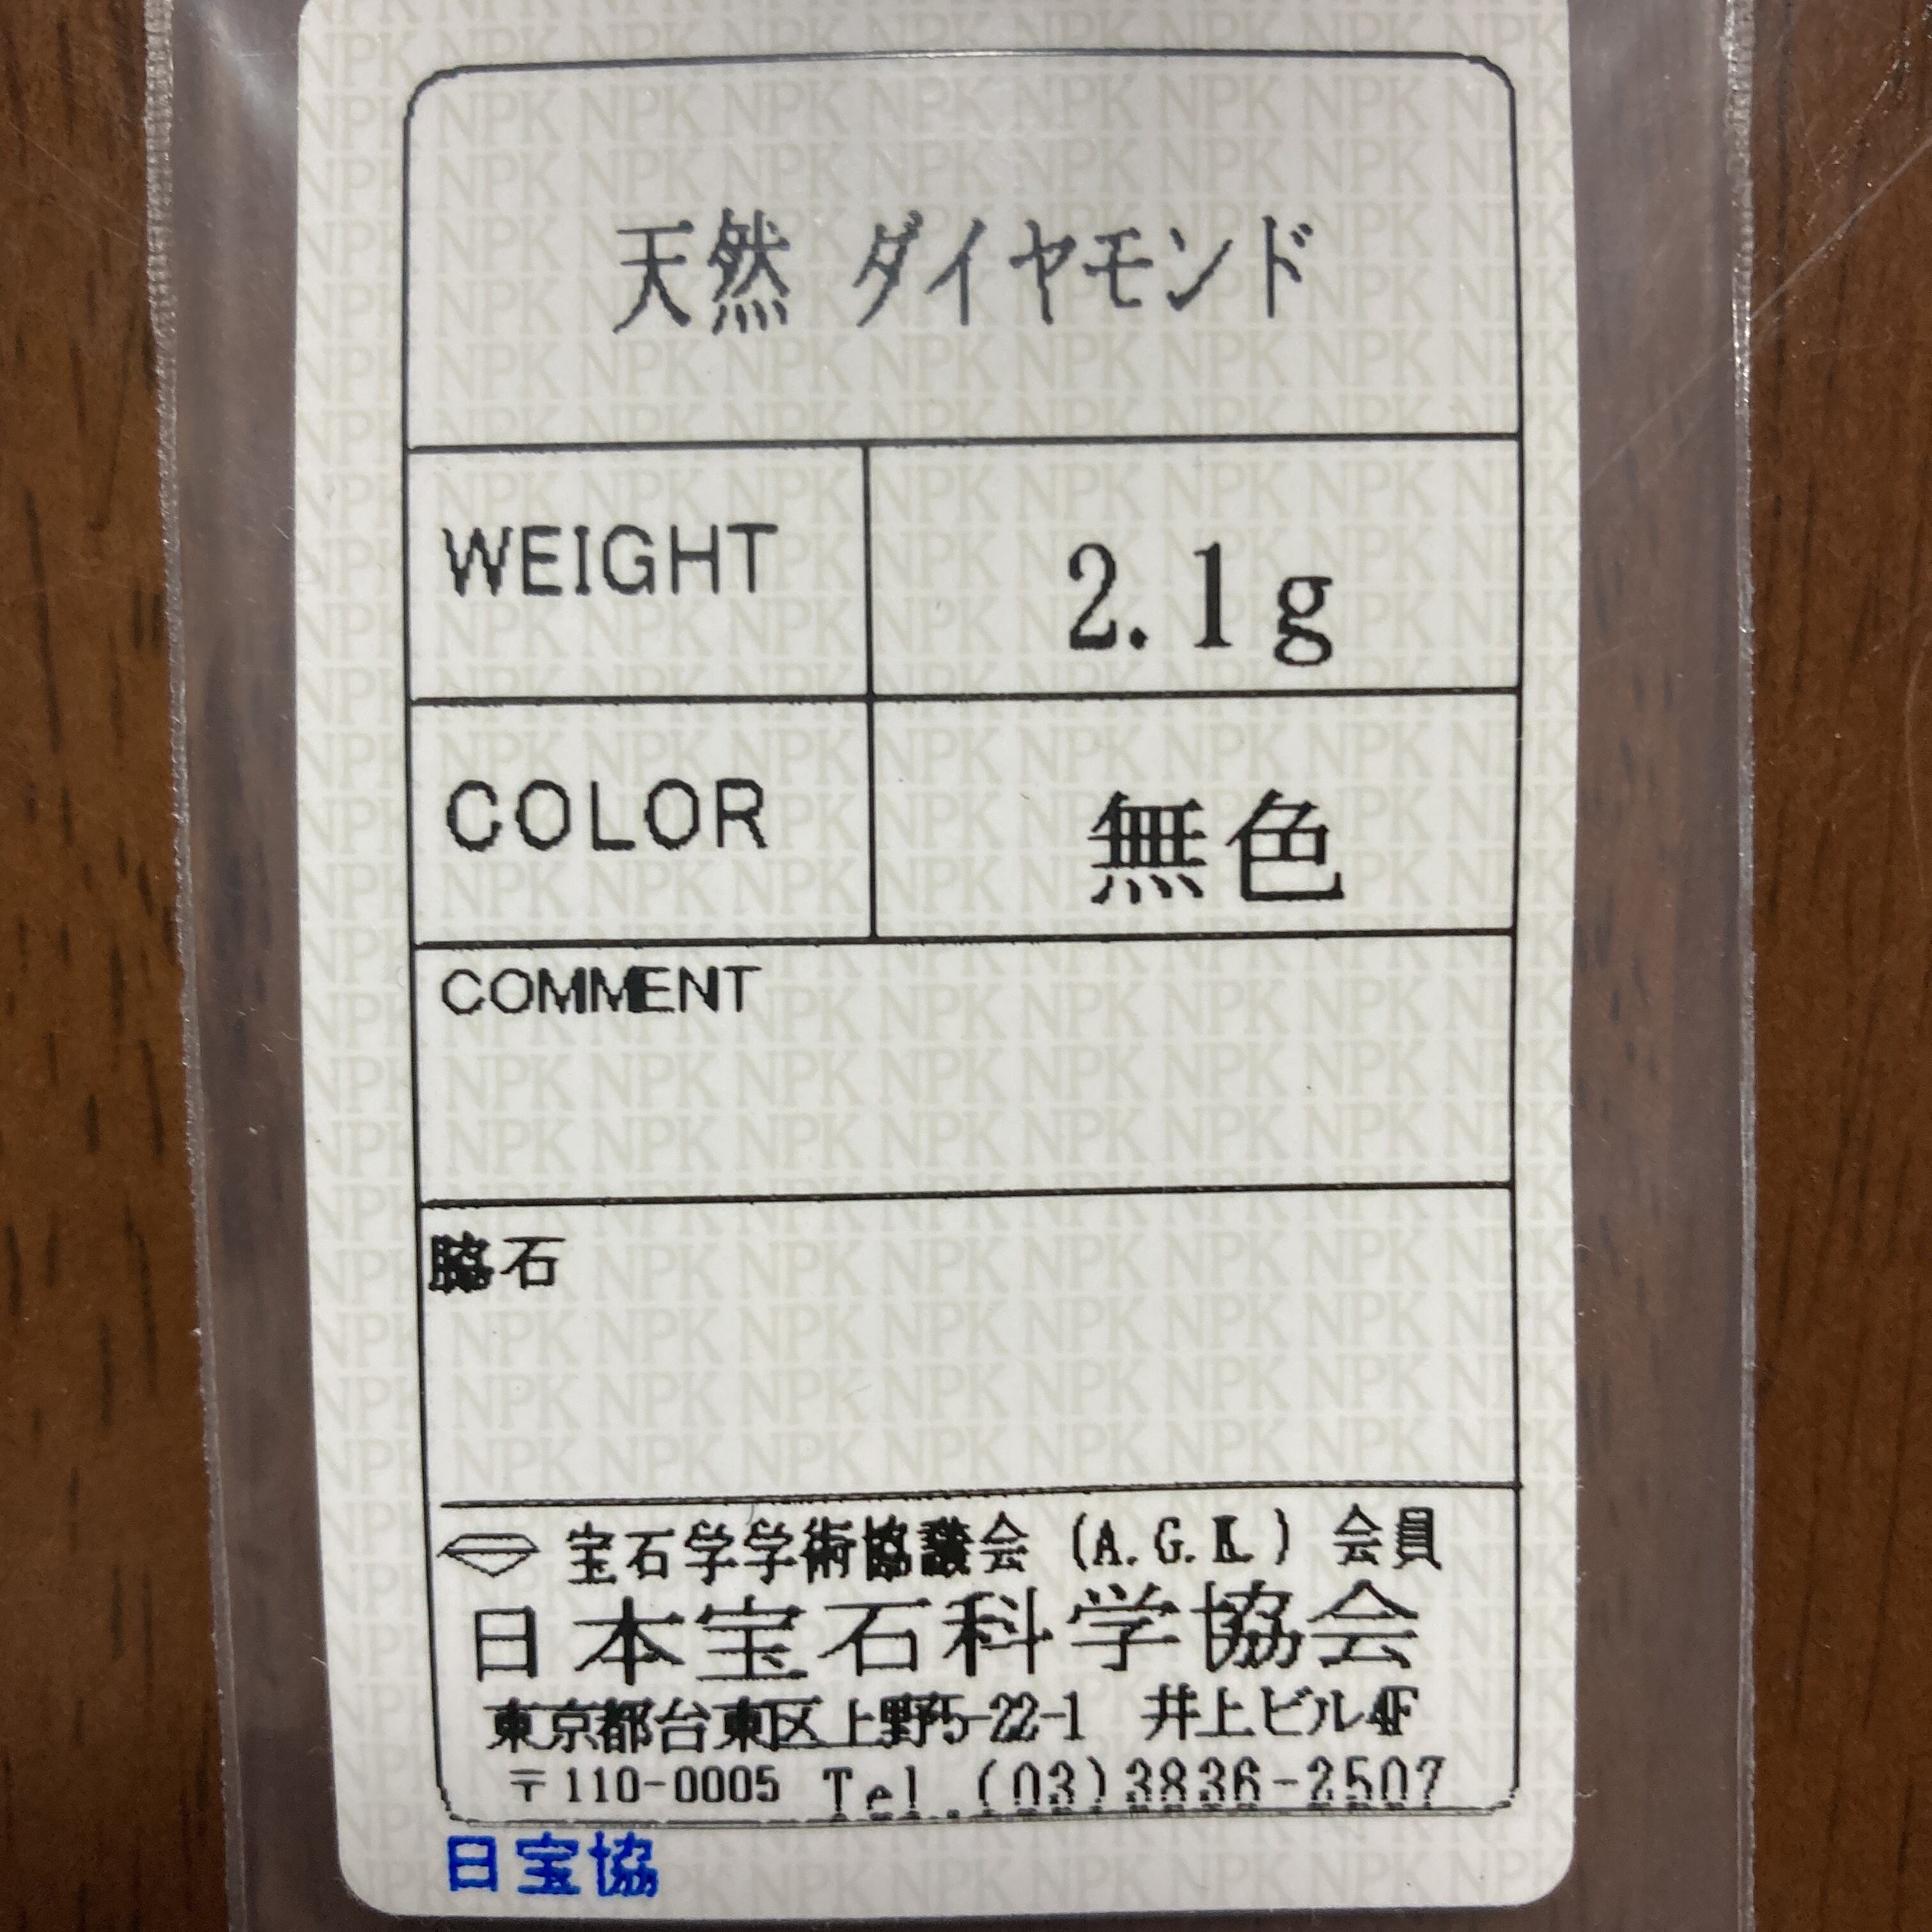 天然 ダイヤモンド
WEIGHT 2.1g
COLOR 無色
COMMENT
脇石
宝石学学術協議会 (A.G.L) 会員
日本宝石科学協会
東京都台東区上野5-22-1 井上ビル4F
〒110-0005 Tel.(03)3836-2507
日宝協